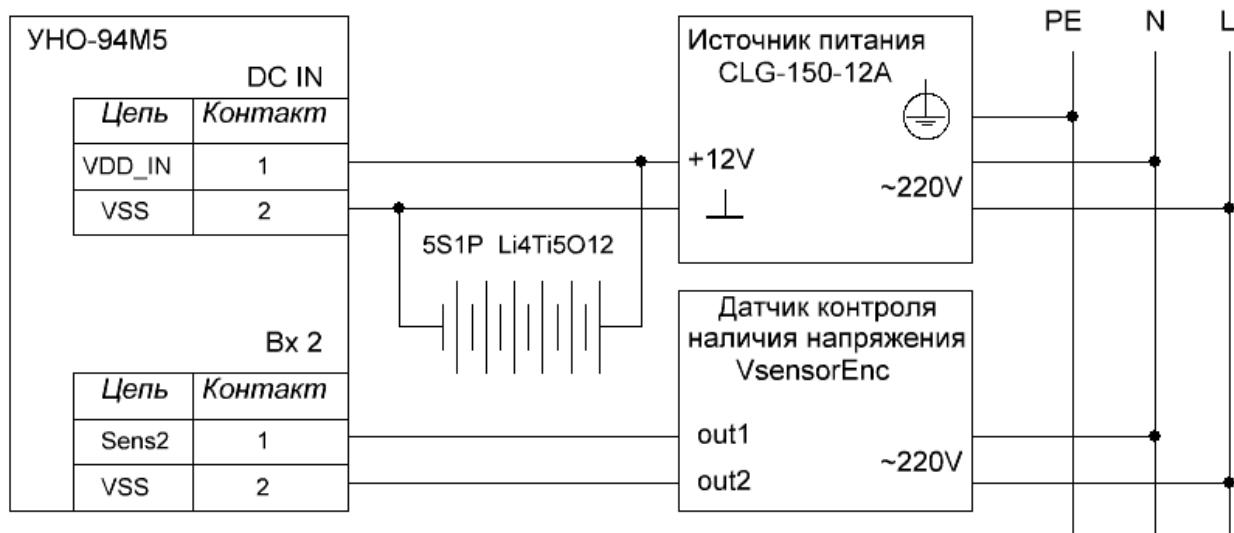 УНО-94М5
DC IN
Цепь Контакт
VDD_IN 1
VSS 2
5S1P Li4Ti5O12
Вх 2
Цепь Контакт
Sens2 1
VSS 2
Источник питания
CLG-150-12A
+12V
~220V
Датчик контроля
наличия напряжения
VsensorEnc
out1
~220V
out2
PE N L